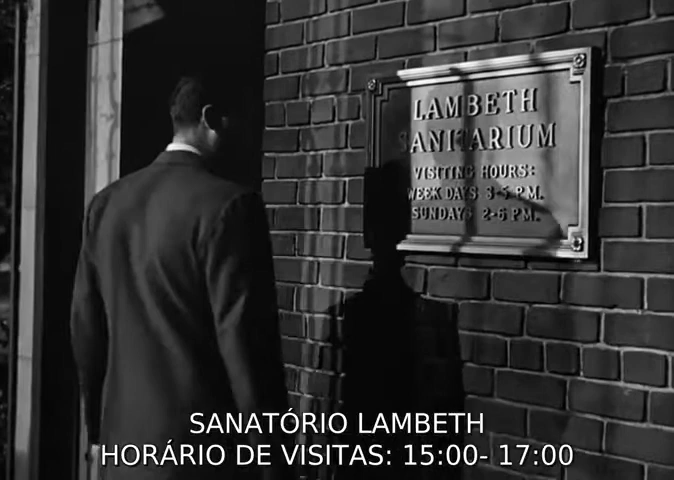 LAMBETH
SANITARIUM
VISITING HOURS:
WEEK DAYS 3-5 P.M.
SUNDAYS 2-6 P.M.
SANATÓRIO LAMBETH
HORÁRIO DE VISITAS: 15:00- 17:00